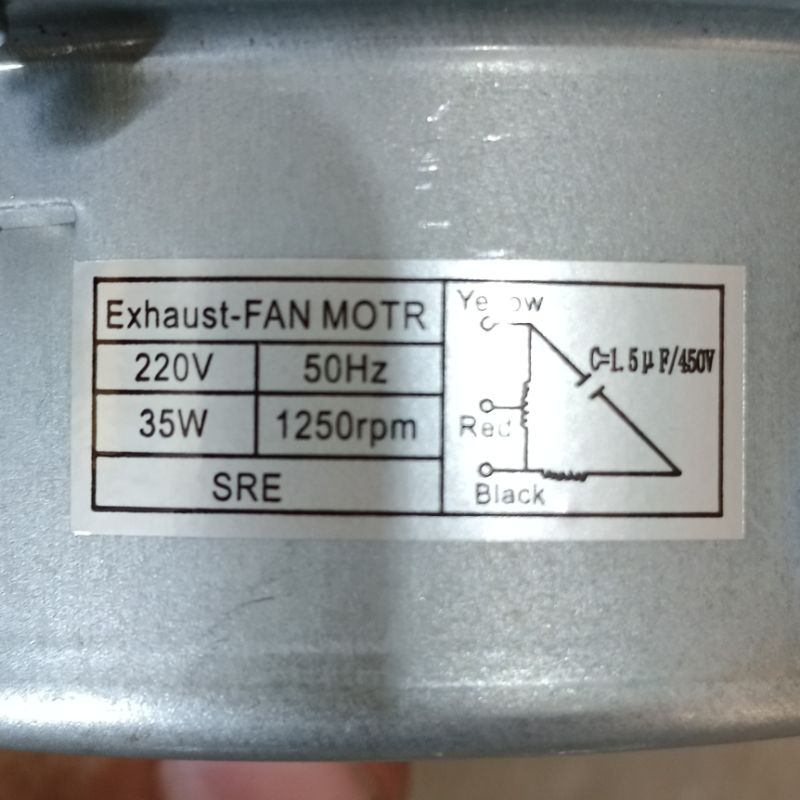 Exhaust-FAN MOTR
220V 50Hz
35W 1250rpm
SRE
Yellow
C=1.5μF/450V
Red
Black